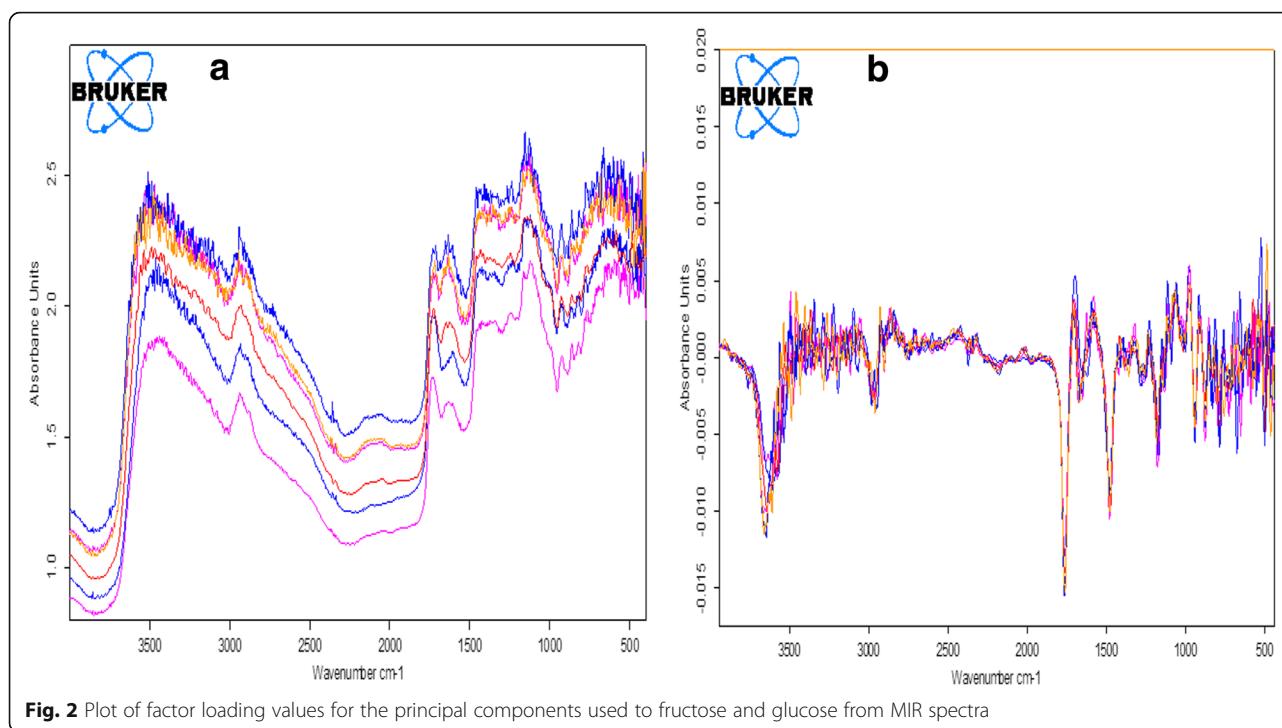 a
BRUKER
Absorbance Units
2.5
2.0
1.5
1.0
3500 3000 2500 2000 1500 1000 500
Wavenumber cm-1
b
BRUKER
Absorbance Units
0.020
0.015
0.010
0.005
-0.000
-0.005
-0.010
-0.015
3500 3000 2500 2000 1500 1000 500
Wavenumber cm-1
Fig. 2 Plot of factor loading values for the principal components used to fructose and glucose from MIR spectra